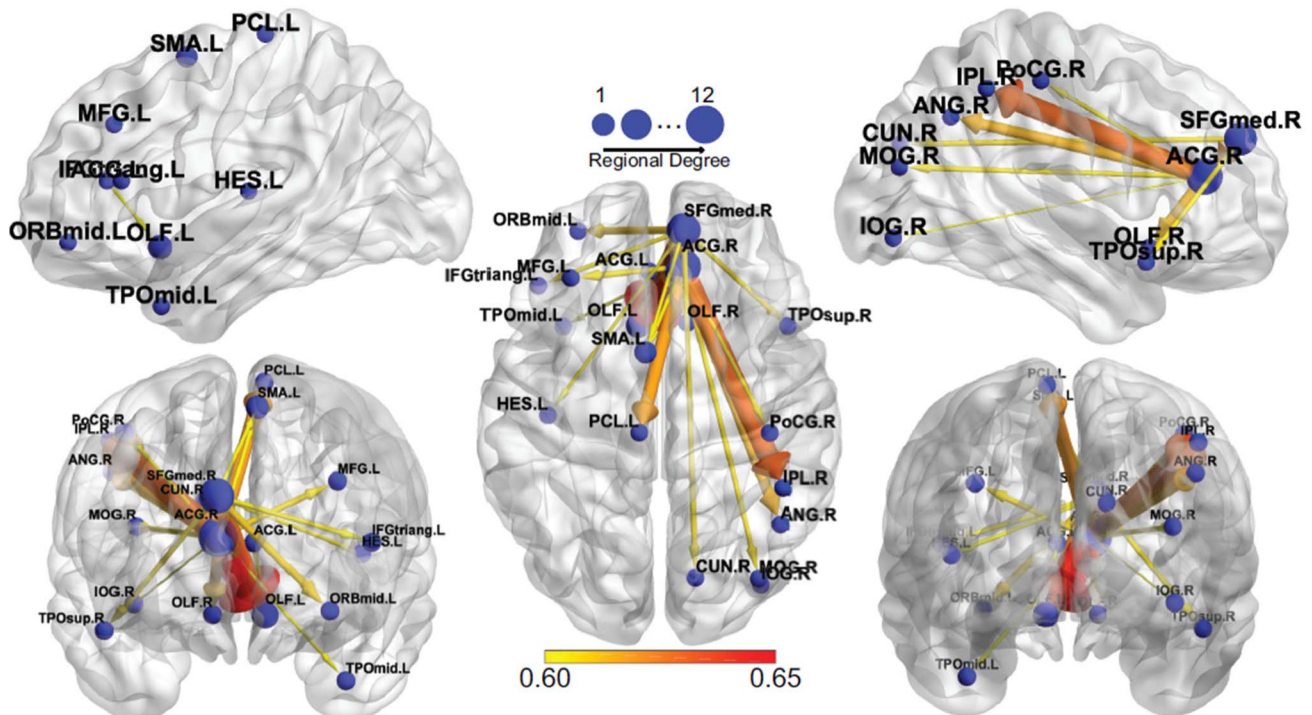 PCL.L
SMA.L
MFG.L
ACG.L
IFGtriang.L
HES.L
ORBmid.L
OLF.L
TPOmid.L
1 12
...
Regional Degree
PoCG.R
IPL.R
ANG.R
SFGmed.R
CUN.R
MOG.R
ACG.R
IOG.R
OLF.R
TPOsup.R
SFGmed.R
ORBmid.L
ACG.R
ACG.L
MFG.L
IFGtriang.L
OLF.L
OLF.R
TPOmid.L
TPOsup.R
SMA.L
HES.L
PCL.L
PoCG.R
IPL.R
ANG.R
CUN.R
MOG.R
IOG.R
0.60 0.65
PCL.L
SMA.L
PoCG.R
IPL.R
ANG.R
SFGmed.R
MFG.L
CUN.R
MOG.R
ACG.R
ACG.L
IFGtriang.L
HES.L
IOG.R
OLF.R
OLF.L
ORBmid.L
TPOsup.R
TPOmid.L
PCL.L
PoCG.R
IPL.R
ANG.R
CUN.R
MOG.R
IOG.R
ORBmid.L
TPOsup.R
TPOmid.L